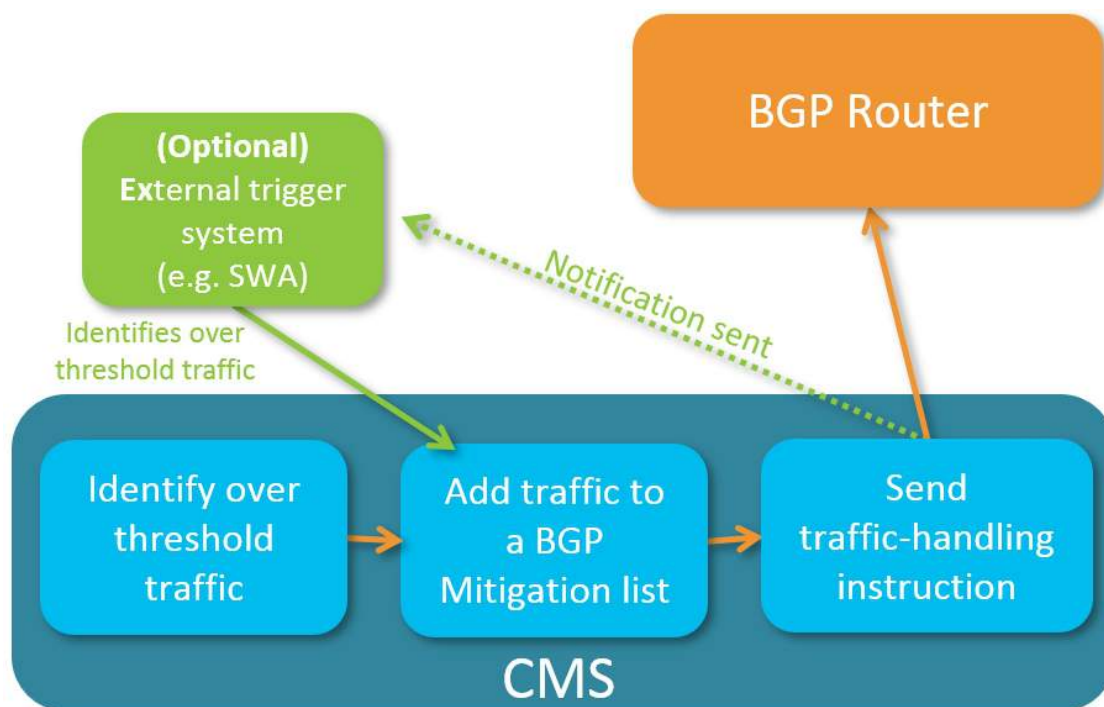 BGP Router
(Optional)
External trigger
system
(e.g. SWA)
Notification sent
Identifies over
threshold traffic
Identify over
threshold
traffic
Add traffic to
a BGP
Mitigation list
Send
traffic-handling
instruction
CMS